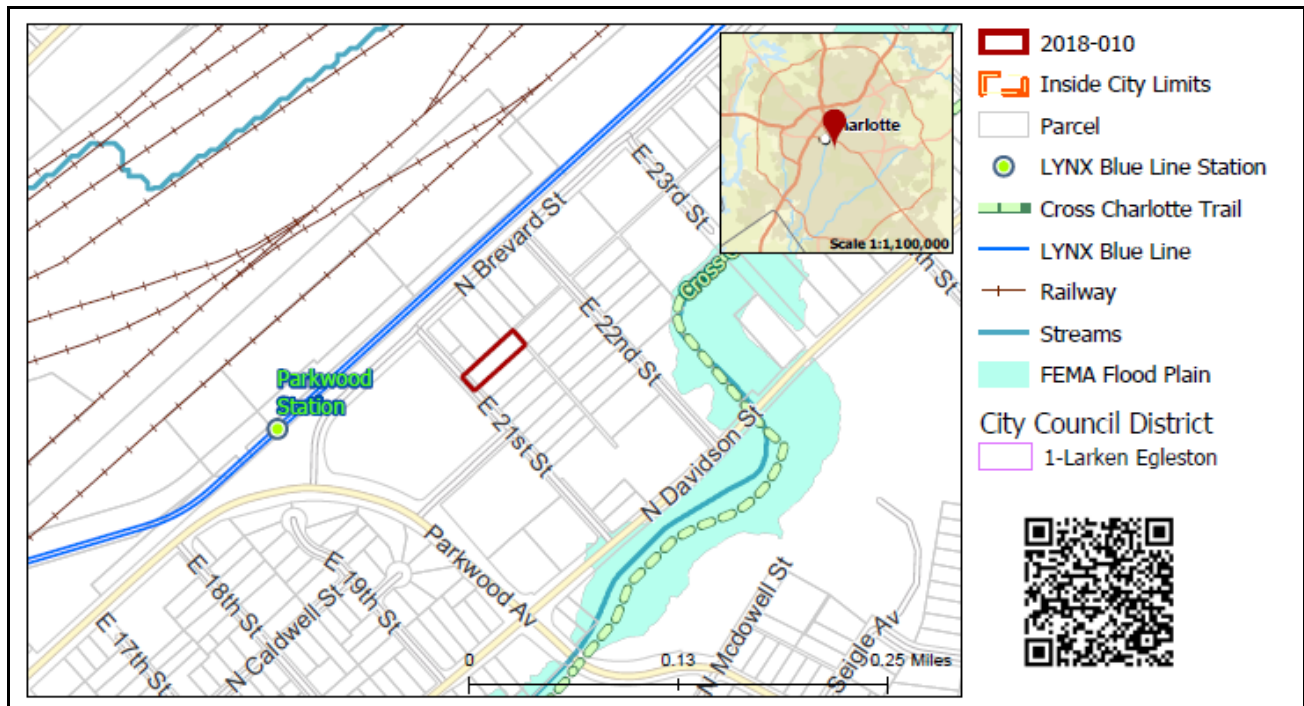 2018-010
Inside City Limits
Parcel
LYNX Blue Line Station
Cross Charlotte Trail
LYNX Blue Line
Railway
Streams
FEMA Flood Plain
City Council District
1-Larken Egleston
harlotte
Scale 1:1,100,000
E 23rd St
N Brevard St
Cross
E 22nd St
Parkwood
Station
E 21st St
N Davidson St
Parkwood Av
E 19th St
E 18th St
N Caldwell St
E 17th St
N Mcdowell St
Seigle Av
th St
0
0.13
0.25 Miles